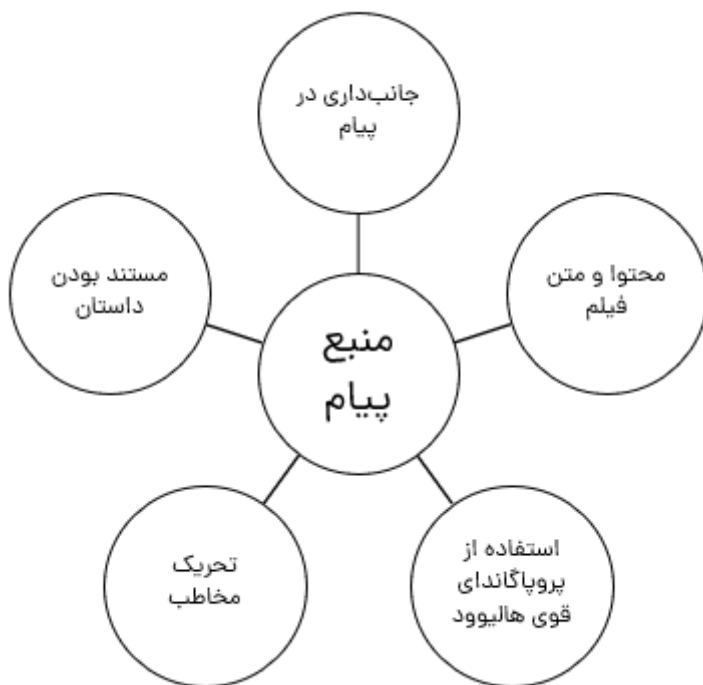 جانب‌داری در
پیام
محتوا و متن
فیلم
مستند بودن
داستان
منبع
پیام
استفاده از
پروپاگاندای
قوی هالیوود
تحریک
مخاطب